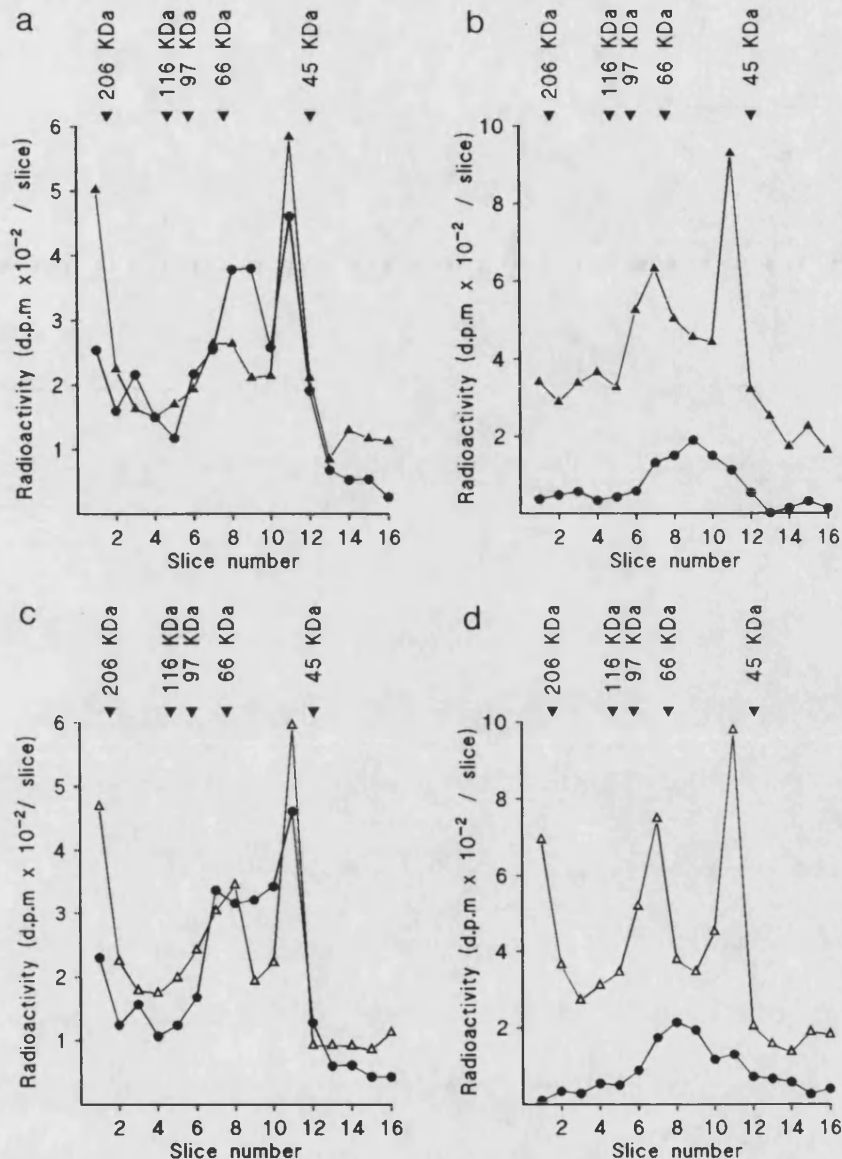 a
206 KDa
116 KDa
97 KDa
66 KDa
45 KDa
Radioactivity (d.p.m x10⁻² / slice)
6
5
4
3
2
1
2 4 6 8 10 12 14 16
Slice number
b
206 KDa
116 KDa
97 KDa
66 KDa
45 KDa
Radioactivity (d.p.m x 10⁻² / slice)
10
8
6
4
2
2 4 6 8 10 12 14 16
Slice number
c
206 KDa
116 KDa
97 KDa
66 KDa
45 KDa
Radioactivity (d.p.m x 10⁻²/ slice)
6
5
4
3
2
1
2 4 6 8 10 12 14 16
Slice number
d
206 KDa
116 KDa
97 KDa
66 KDa
45 KDa
Radioactivity (d.p.m x 10⁻² / slice)
10
8
6
4
2
2 4 6 8 10 12 14 16
Slice number